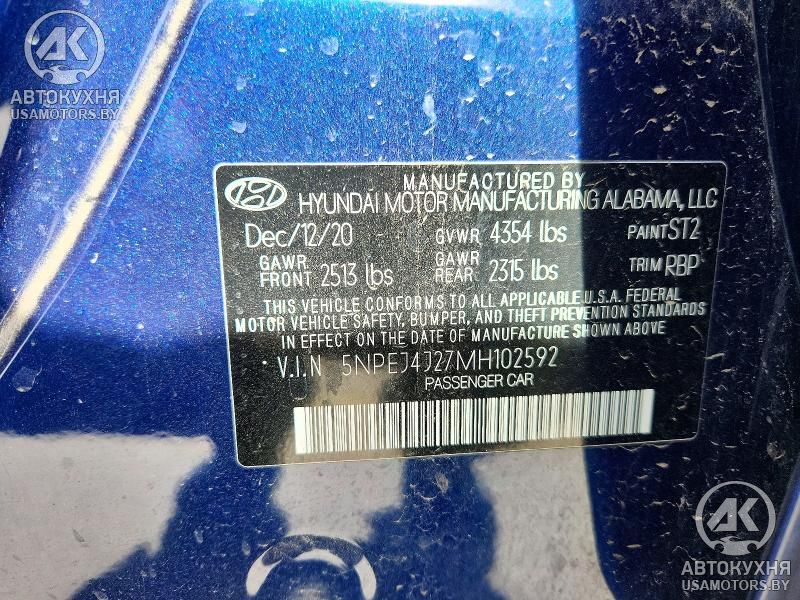 AK
АВТОКУХНЯ
USAMOTORS.BY
MANUFACTURED BY
HYUNDAI MOTOR MANUFACTURING ALABAMA, LLC
Dec/12/20 GVWR 4354 lbs PAINT ST2
GAWR FRONT 2513 lbs GAWR REAR 2315 lbs TRIM RBP
THIS VEHICLE CONFORMS TO ALL APPLICABLE U.S.A. FEDERAL
MOTOR VEHICLE SAFETY, BUMPER, AND THEFT PREVENTION STANDARDS
IN EFFECT ON THE DATE OF MANUFACTURE SHOWN ABOVE
V.I.N 5NPEJ4J27MH102592
PASSENGER CAR
AK
АВТОКУХНЯ
USAMOTORS.BY